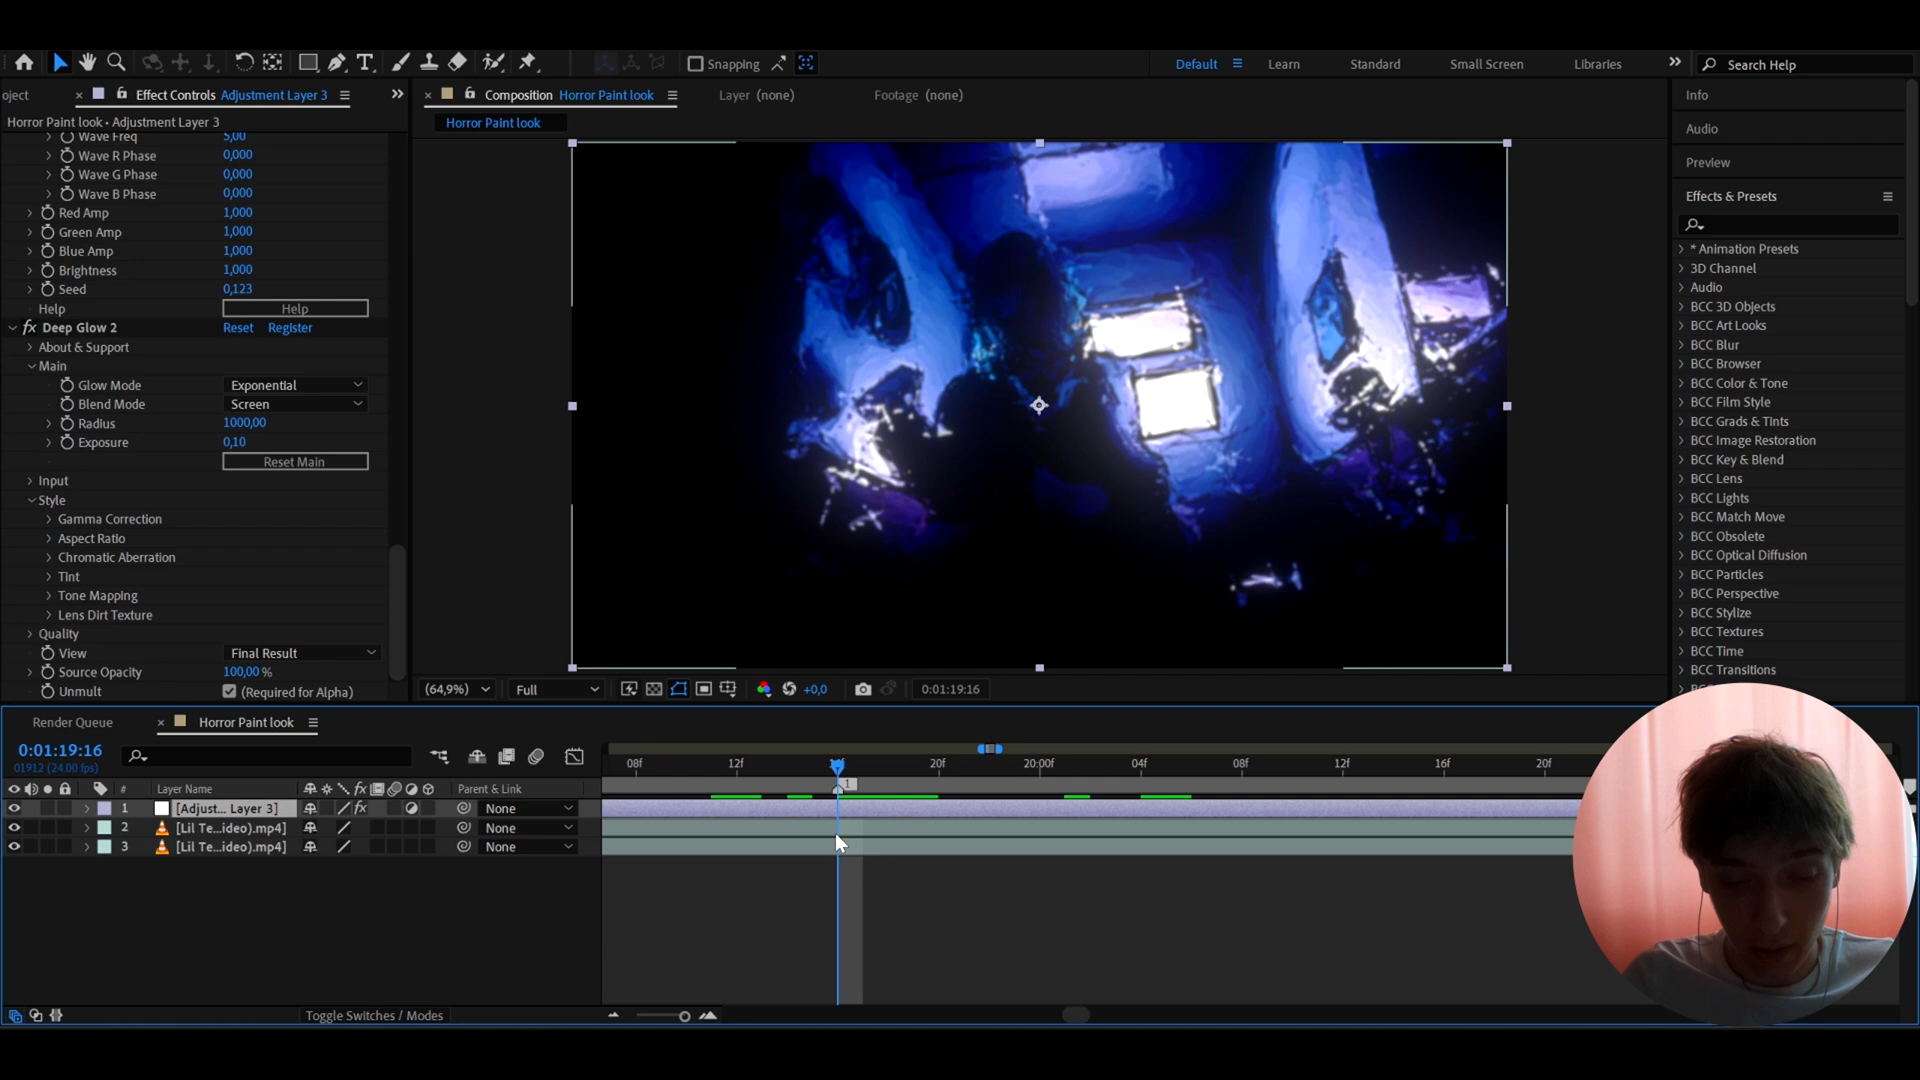 Snapping
Default
Learn
Standard
Small Screen
Libraries
Search Help
oject
Effect Controls Adjustment Layer 3
Composition Horror Paint look
Layer (none)
Footage (none)
Horror Paint look • Adjustment Layer 3
Horror Paint look
Wave Freq 5,00
Wave R Phase 0,000
Wave G Phase 0,000
Wave B Phase 0,000
Red Amp 1,000
Green Amp 1,000
Blue Amp 1,000
Brightness 1,000
Seed 0,123
Help Help
fx Deep Glow 2 Reset Register
About & Support
Main
Glow Mode Exponential
Blend Mode Screen
Radius 1000,00
Exposure 0,10
Reset Main
Input
Style
Gamma Correction
Aspect Ratio
Chromatic Aberration
Tint
Tone Mapping
Lens Dirt Texture
Quality
View Final Result
Source Opacity 100,00 %
Unmult (Required for Alpha)
(64,9%)
Full
+0,0
0:01:19:16
Info
Audio
Preview
Effects & Presets
* Animation Presets
3D Channel
Audio
BCC 3D Objects
BCC Art Looks
BCC Blur
BCC Browser
BCC Color & Tone
BCC Film Style
BCC Grads & Tints
BCC Image Restoration
BCC Key & Blend
BCC Lens
BCC Lights
BCC Match Move
BCC Obsolete
BCC Optical Diffusion
BCC Particles
BCC Perspective
BCC Stylize
BCC Textures
BCC Time
BCC Transitions
Render Queue
Horror Paint look
0:01:19:16
01912 (24.00 fps)
08f 12f 20f 20:00f 04f 08f 12f 16f 20f
# Layer Name fx Parent & Link
1
1 [Adjust... Layer 3] fx None
2 [Lil Te...ideo).mp4] None
3 [Lil Te...ideo).mp4] None
Toggle Switches / Modes